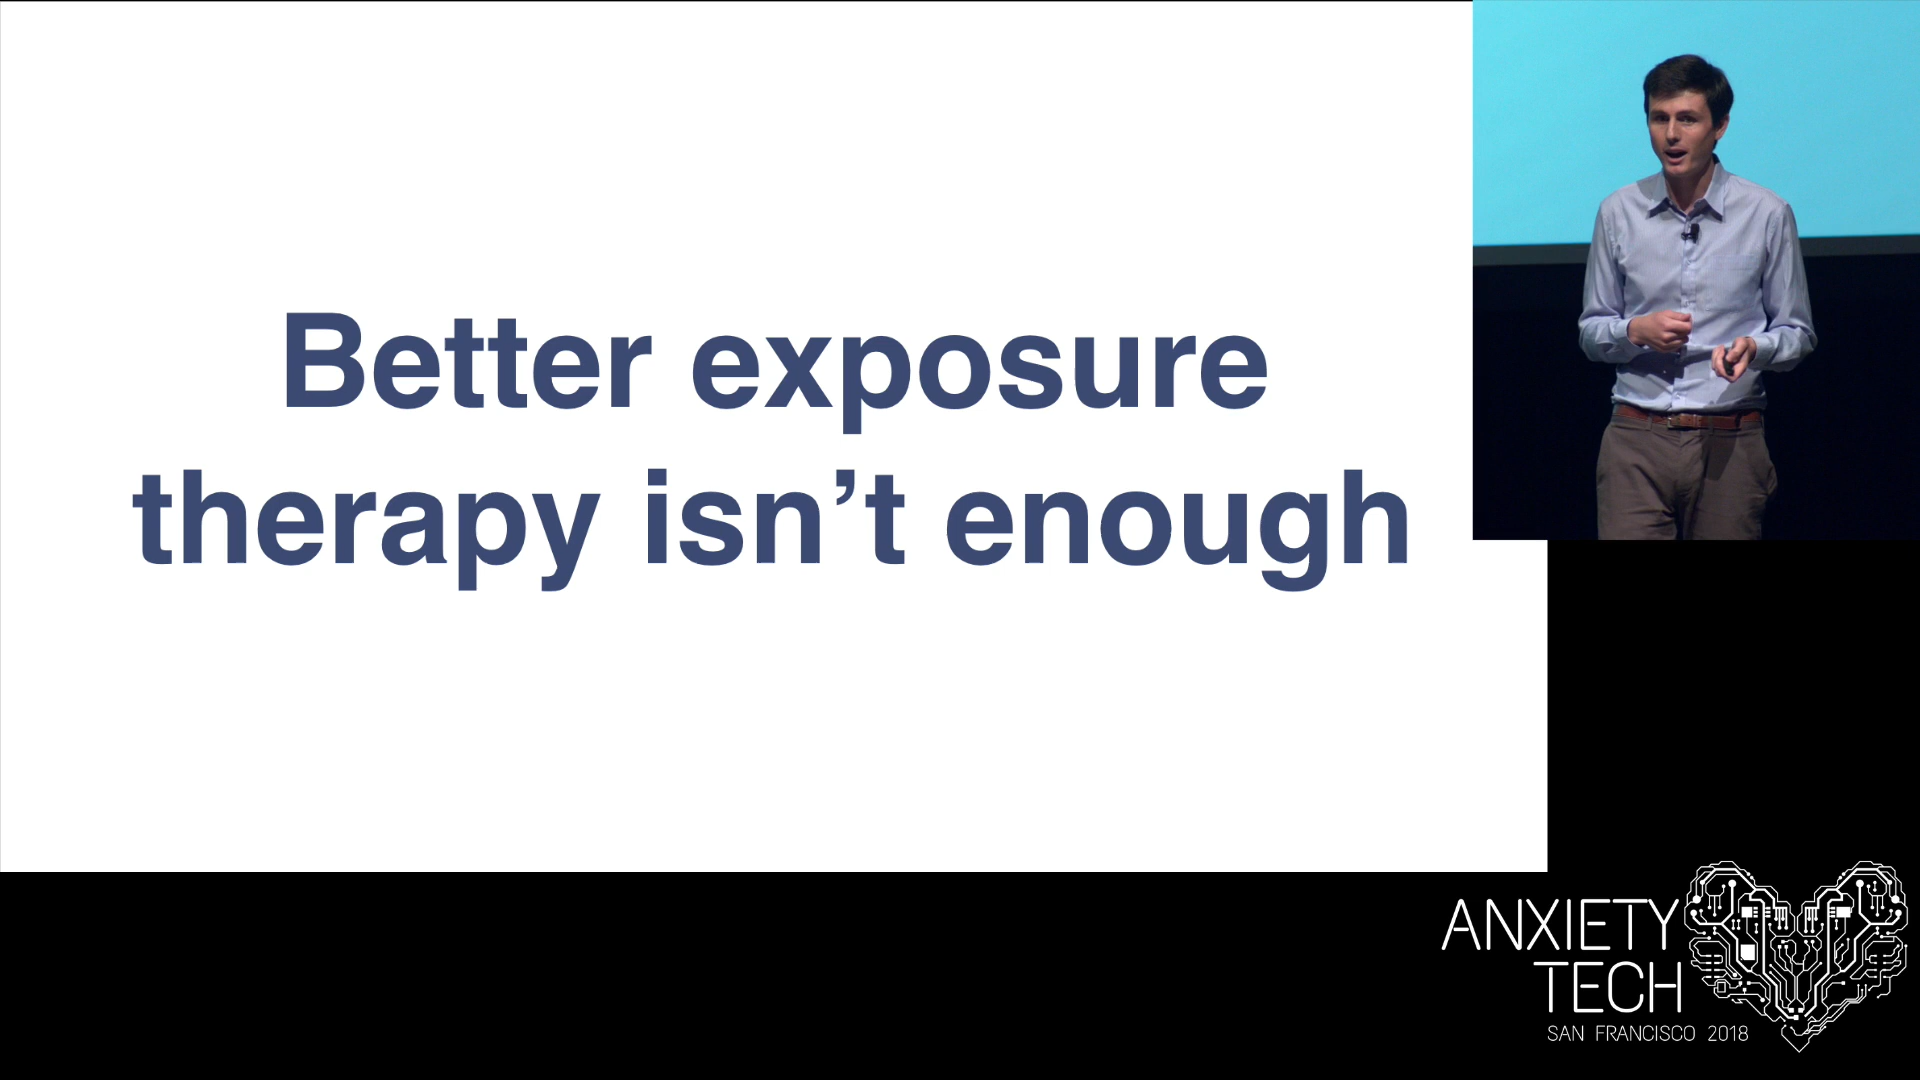 Better exposure
therapy isn’t enough
ANXIETY
TECH
SAN FRANCISCO 2018